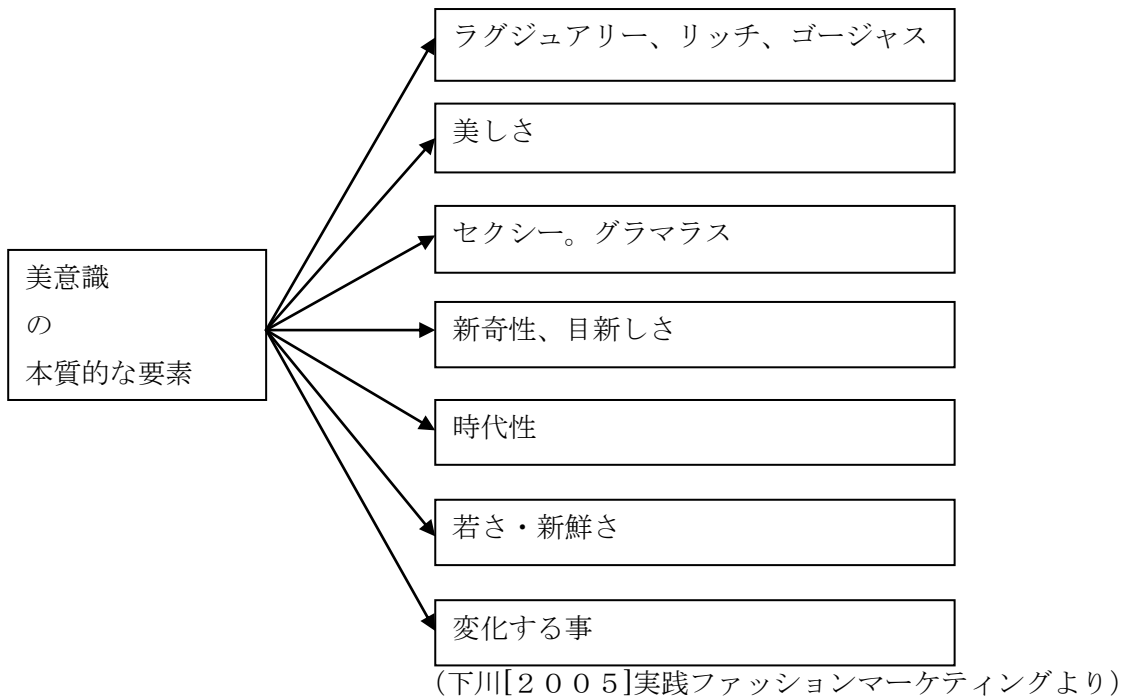 ラグジュアリー、リッチ、ゴージャス
美しさ
セクシー。グラマラス
美意識
の
本質的な要素
新奇性、目新しさ
時代性
若さ・新鮮さ
変化する事
(下川[２００５]実践ファッションマーケティングより)